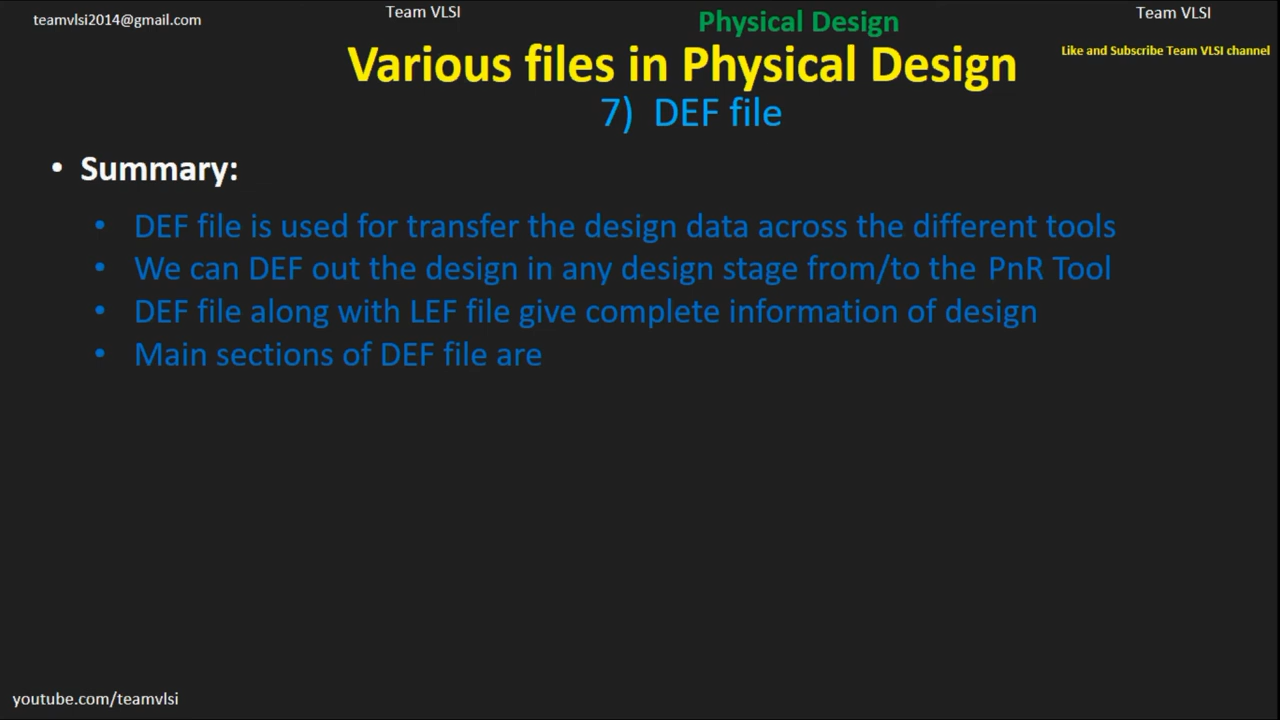 teamvlsi2014@gmail.com
Team VLSI
Physical Design
Team VLSI
Various files in Physical Design
Like and Subscribe Team VLSI channel
7) DEF file
• Summary:
• DEF file is used for transfer the design data across the different tools
• We can DEF out the design in any design stage from/to the PnR Tool
• DEF file along with LEF file give complete information of design
• Main sections of DEF file are
youtube.com/teamvlsi